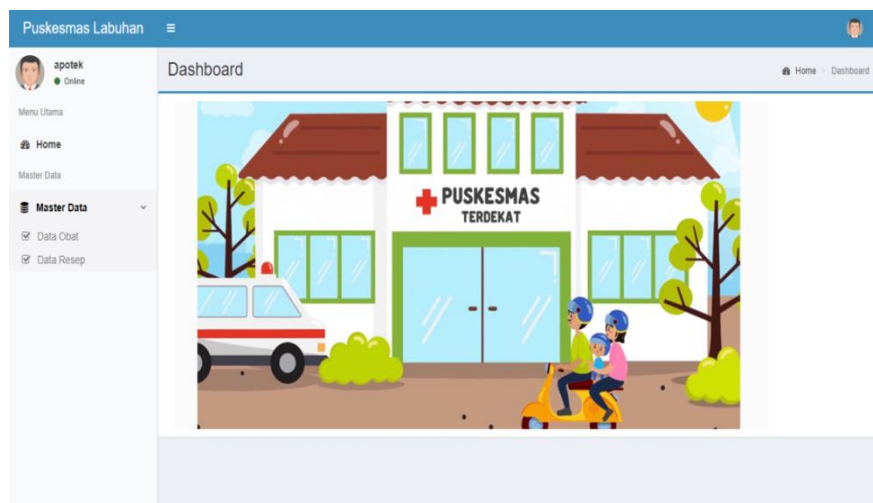 Puskesmas Labuhan
apotek
Online
Menu Utama
Home
Master Data
Master Data
Data Obat
Data Resep
Dashboard
Home > Dashboard
PUSKESMAS
TERDEKAT